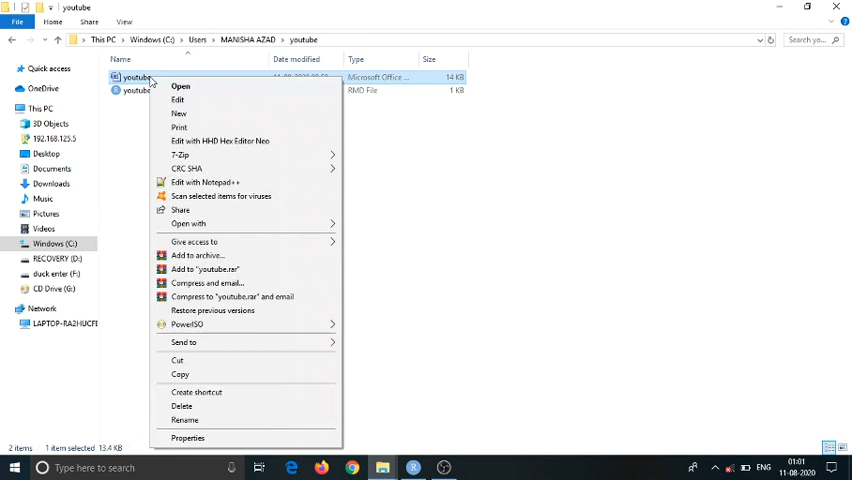 youtube
File Home Share View
This PC Windows (C:) Users MANISHA AZAD youtube
Search yo...
Name Date modified Type Size
Quick access
OneDrive
This PC
3D Objects
192.168.125.5
Desktop
Documents
Downloads
Music
Pictures
Videos
Windows (C:)
RECOVERY (D:)
duck enter (F:)
CD Drive (G:)
Network
LAPTOP-RA2HUCFE
youtube Microsoft Office ... 14 KB
youtube RMD File 1 KB
Open
Edit
New
Print
Edit with HHD Hex Editor Neo
7-Zip
CRC SHA
Edit with Notepad++
Scan selected items for viruses
Share
Open with
Give access to
Add to archive...
Add to "youtube.rar"
Compress and email...
Compress to "youtube.rar" and email
Restore previous versions
PowerISO
Send to
Cut
Copy
Create shortcut
Delete
Rename
Properties
2 items 1 item selected 13.4 KB
Type here to search
ENG
01:01
11-08-2020